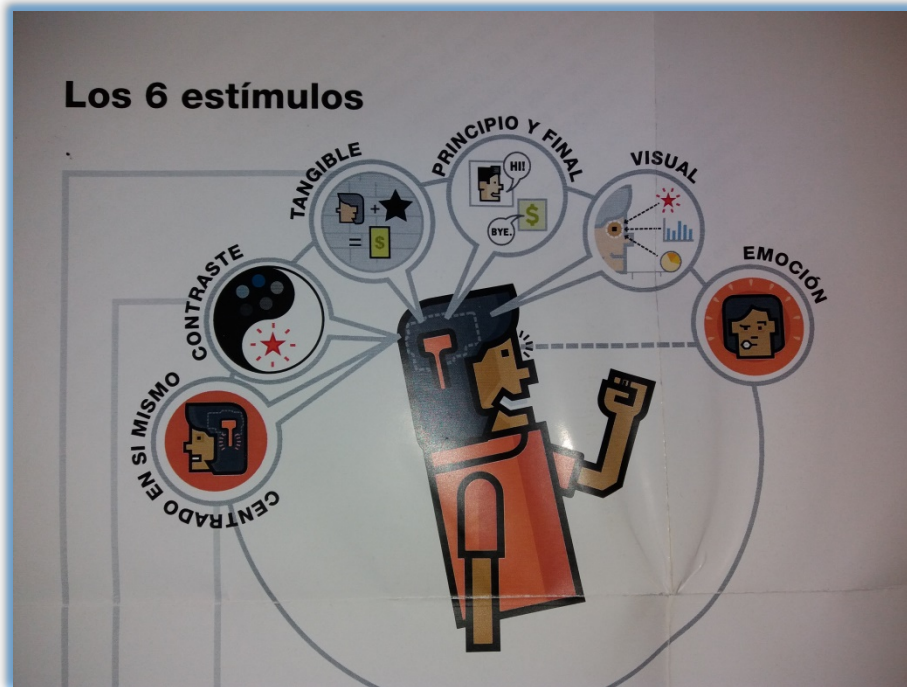 Los 6 estímulos
CENTRADO EN SI MISMO
CONTRASTE
TANGIBLE
+
= $
PRINCIPIO Y FINAL
HI!
BYE.
$
VISUAL
EMOCIÓN